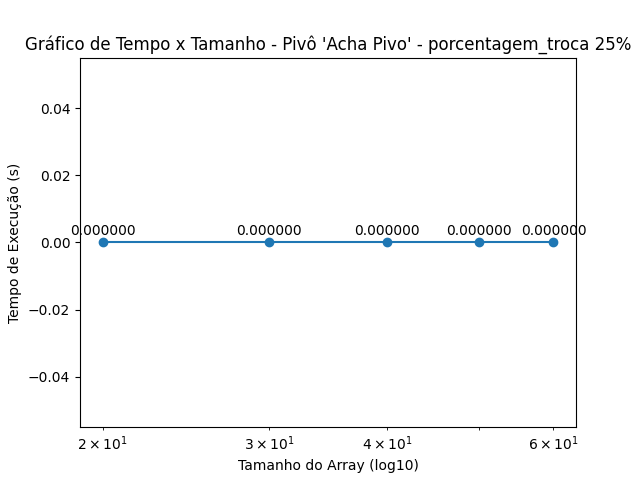 Gráfico de Tempo x Tamanho - Pivô 'Acha Pivo' - porcentagem_troca 25%
Tempo de Execução (s)
0.04
0.02
0.00
−0.02
−0.04
0.000000 0.000000 0.000000 0.000000 0.000000
2 × 10¹ 3 × 10¹ 4 × 10¹ 6 × 10¹
Tamanho do Array (log10)